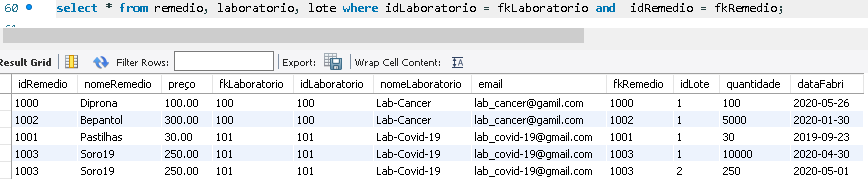 60 select * from remedio, laboratorio, lote where idLaboratorio = fkLaboratorio and idRemedio = fkRemedio;
Result Grid Filter Rows: Export: Wrap Cell Content: IA
idRemedio nomeRemedio preço fkLaboratorio idLaboratorio nomeLaboratorio email fkRemedio idLote quantidade dataFabri
1000 Diprona 100.00 100 100 Lab-Cancer lab_cancer@gamil.com 1000 1 100 2020-05-26
1002 Bepantol 300.00 100 100 Lab-Cancer lab_cancer@gamil.com 1002 1 5000 2020-01-30
1001 Pastilhas 30.00 101 101 Lab-Covid-19 lab_covid-19@gmail.com 1001 1 30 2019-09-23
1003 Soro19 250.00 101 101 Lab-Covid-19 lab_covid-19@gmail.com 1003 1 10000 2020-04-30
1003 Soro19 250.00 101 101 Lab-Covid-19 lab_covid-19@gmail.com 1003 2 250 2020-05-01